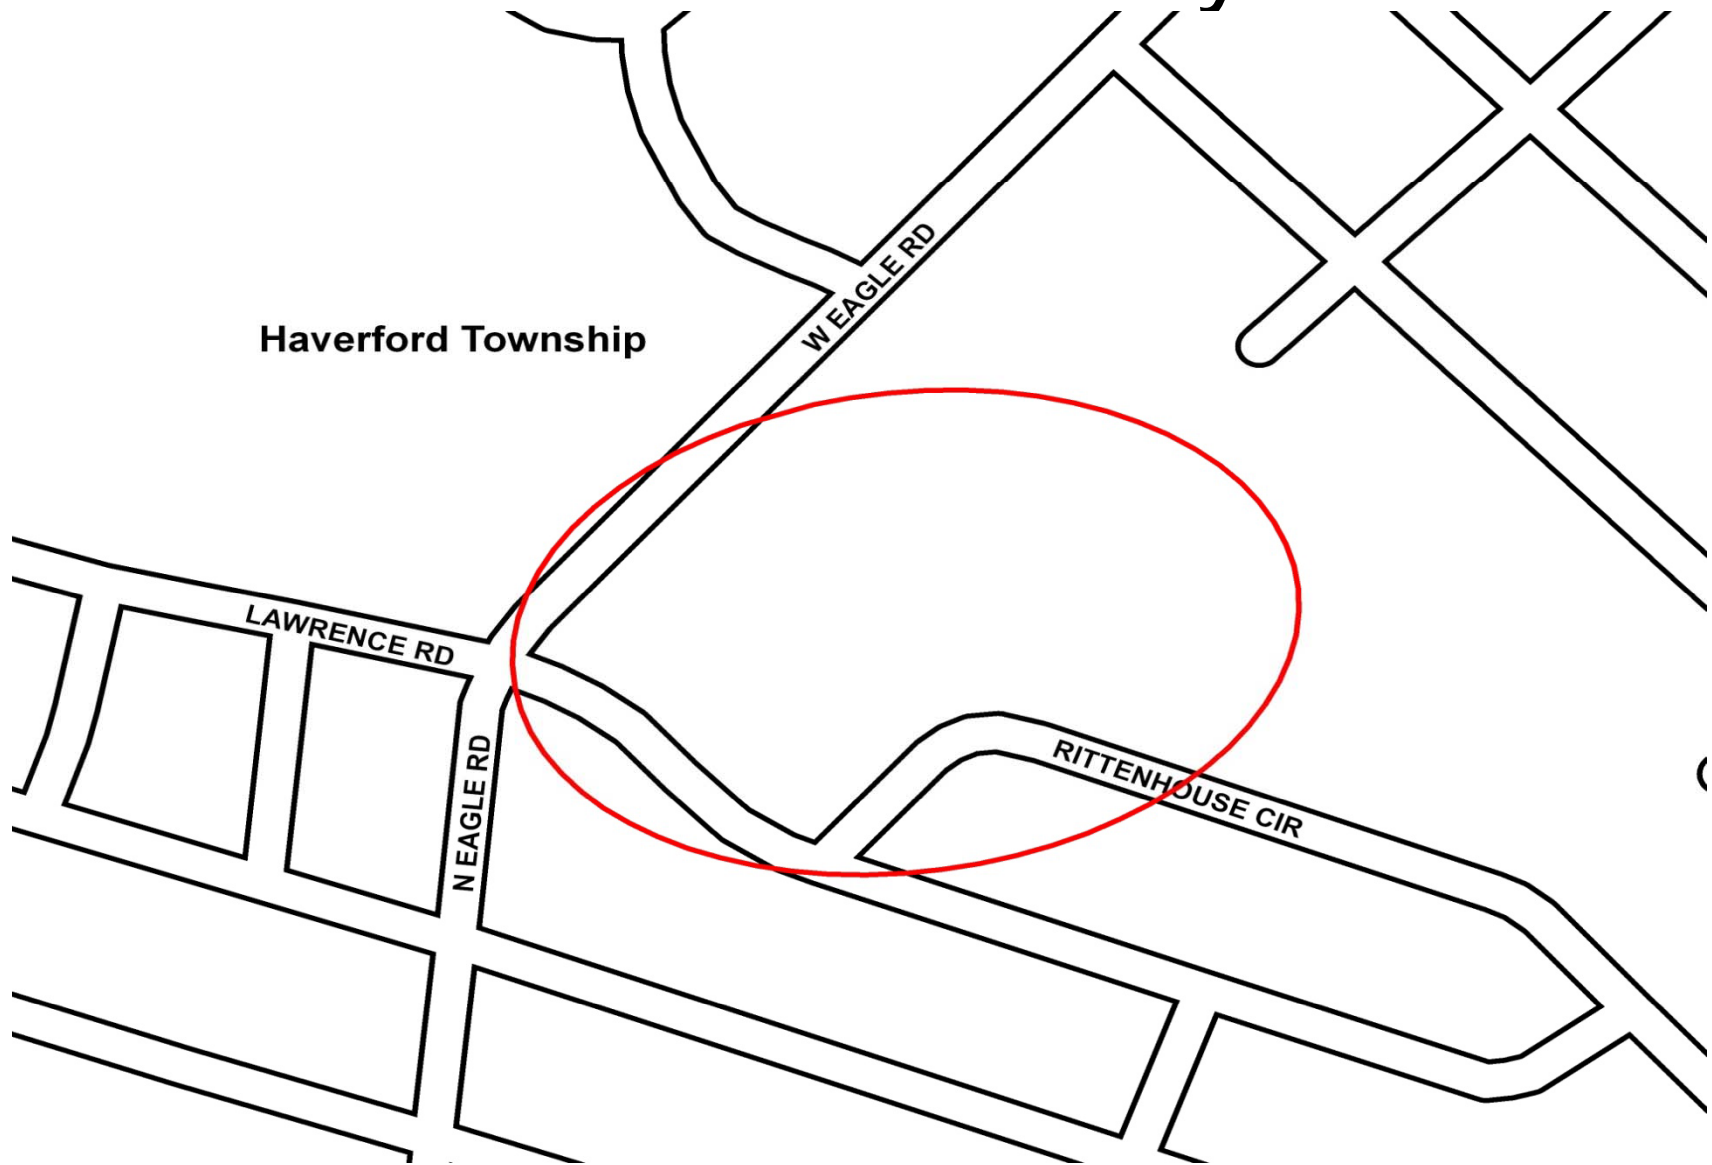 W EAGLE RD
Haverford Township
LAWRENCE RD
N EAGLE RD
RITTENHOUSE CIR